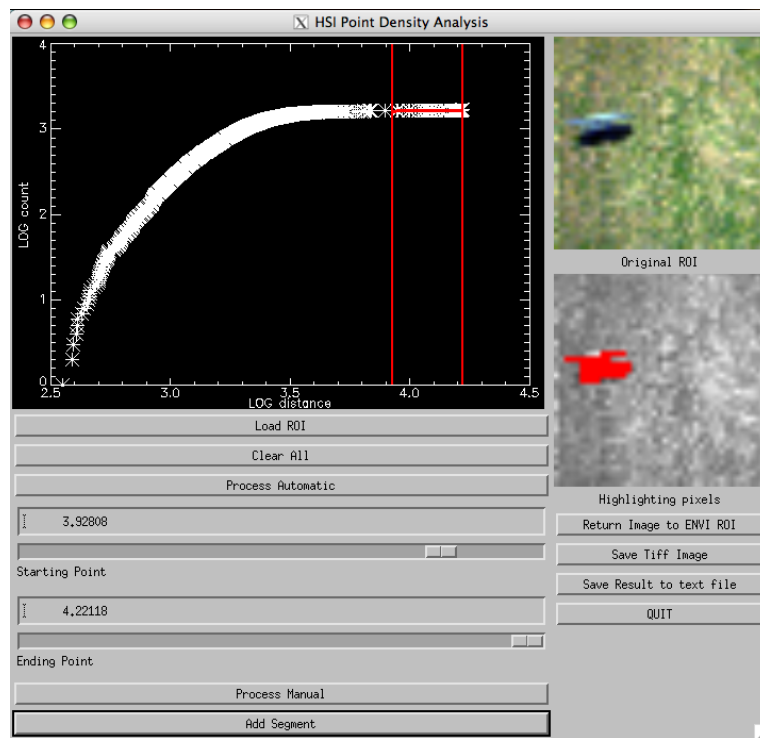 HSI Point Density Analysis
4
3
2
1
0
LOG count
2.5 3.0 3.5 4.0 4.5
LOG distance
Original ROI
Load ROI
Clear All
Process Automatic
3.92808
Starting Point
4.22118
Ending Point
Process Manual
Add Segment
Highlighting pixels
Return Image to ENVI ROI
Save Tiff Image
Save Result to text file
QUIT